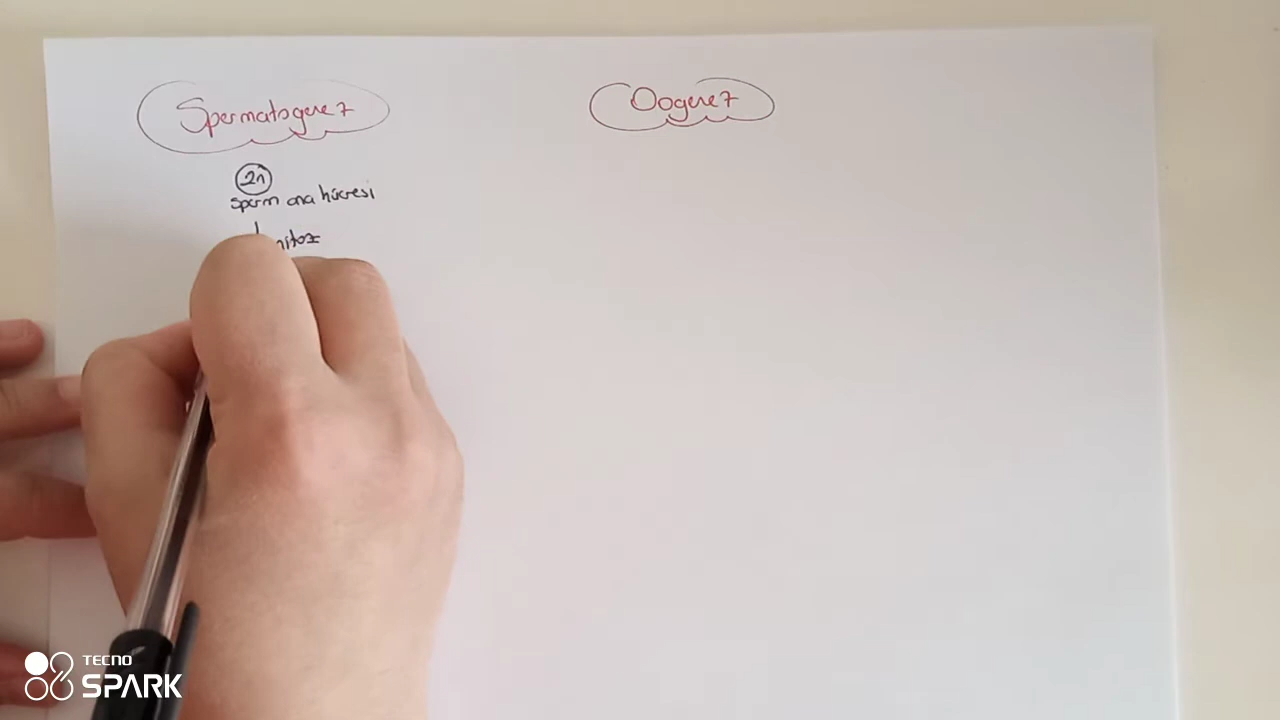 Spermatogenez
Oogenez
2n
sperm ana hücresi
mitoz
TECNO
SPARK